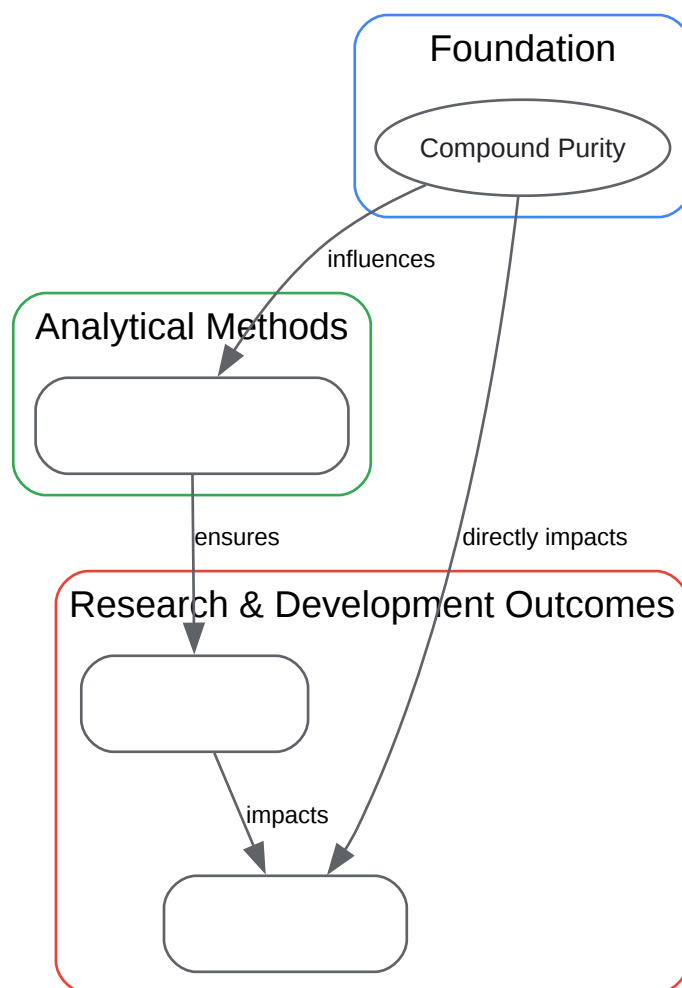 Foundation
Compound Purity
influences
Analytical Methods
ensures
directly impacts
Research & Development Outcomes
impacts